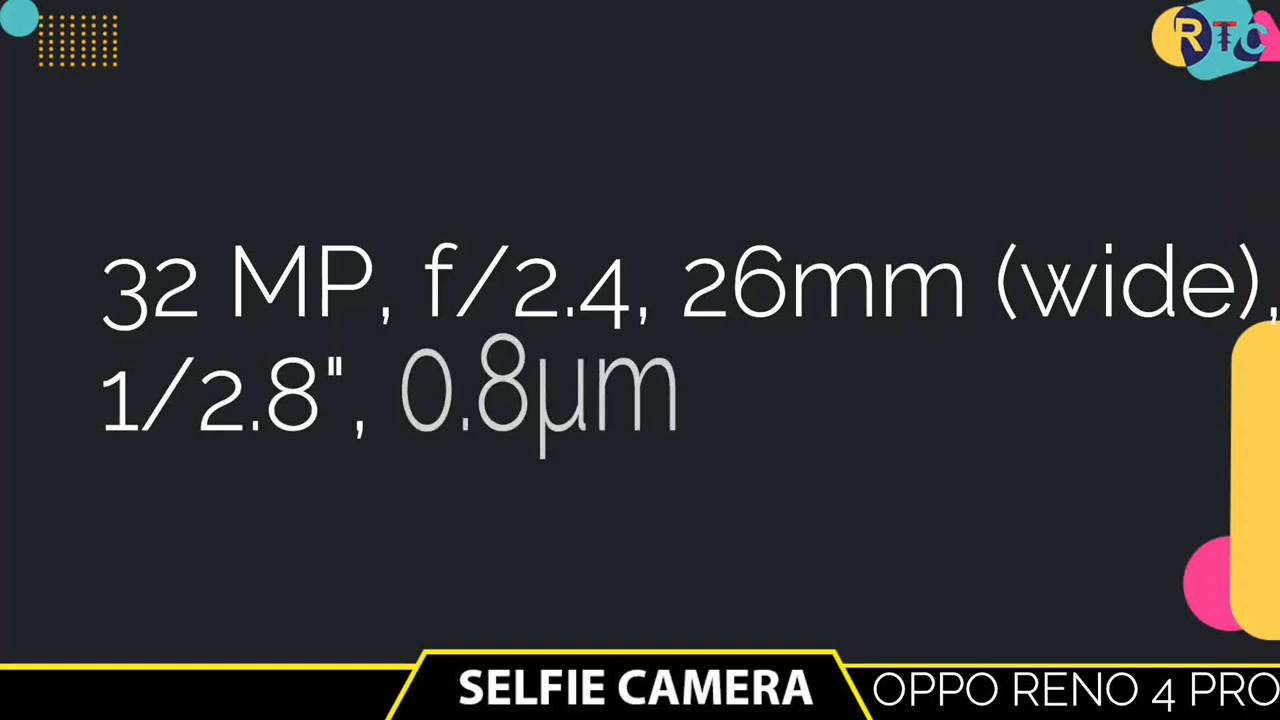 RTC
32 MP, f/2.4, 26mm (wide),
1/2.8", 0.8µm
SELFIE CAMERA
OPPO RENO 4 PRO